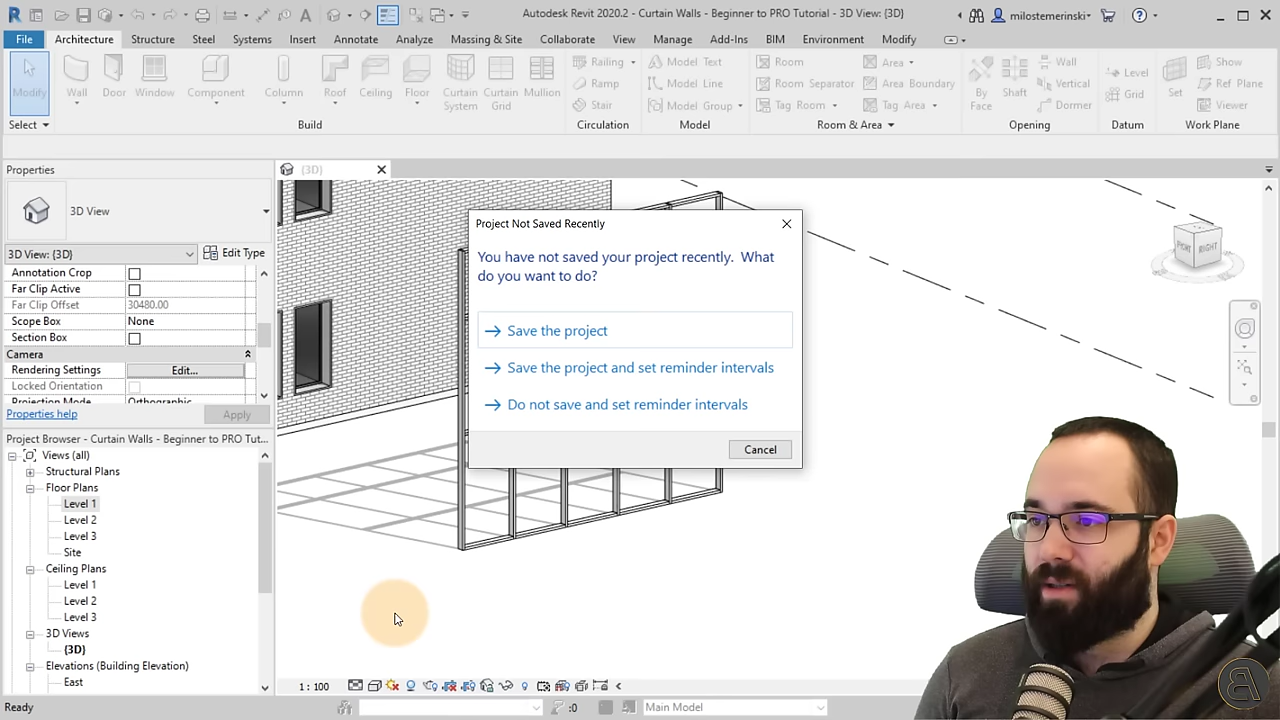 Autodesk Revit 2020.2 - Curtain Walls - Beginner to PRO Tutorial - 3D View: {3D}
milostemerinski
File
Architecture
Structure
Steel
Systems
Insert
Annotate
Analyze
Massing & Site
Collaborate
View
Manage
Add-Ins
BIM
Environment
Modify
Modify
Wall
Door
Window
Component
Column
Roof
Ceiling
Floor
Curtain System
Curtain Grid
Mullion
Railing
Ramp
Stair
Model Text
Model Line
Model Group
Room
Room Separator
Tag Room
Area
Area Boundary
Tag Area
By Face
Shaft
Wall
Vertical
Dormer
Level
Grid
Set
Show
Ref Plane
Viewer
Select
Build
Circulation
Model
Room & Area
Opening
Datum
Work Plane
Properties
3D View
3D View: {3D}
Edit Type
Annotation Crop
Far Clip Active
Far Clip Offset 30480.00
Scope Box None
Section Box
Camera
Rendering Settings Edit...
Locked Orientation
Projection Mode Orthographic
Properties help
Apply
Project Browser - Curtain Walls - Beginner to PRO Tut...
Views (all)
Structural Plans
Floor Plans
Level 1
Level 2
Level 3
Site
Ceiling Plans
Level 1
Level 2
Level 3
3D Views
{3D}
Elevations (Building Elevation)
East
{3D}
Project Not Saved Recently
You have not saved your project recently. What
do you want to do?
Save the project
Save the project and set reminder intervals
Do not save and set reminder intervals
Cancel
RIGHT
1 : 100
Ready
:0
Main Model